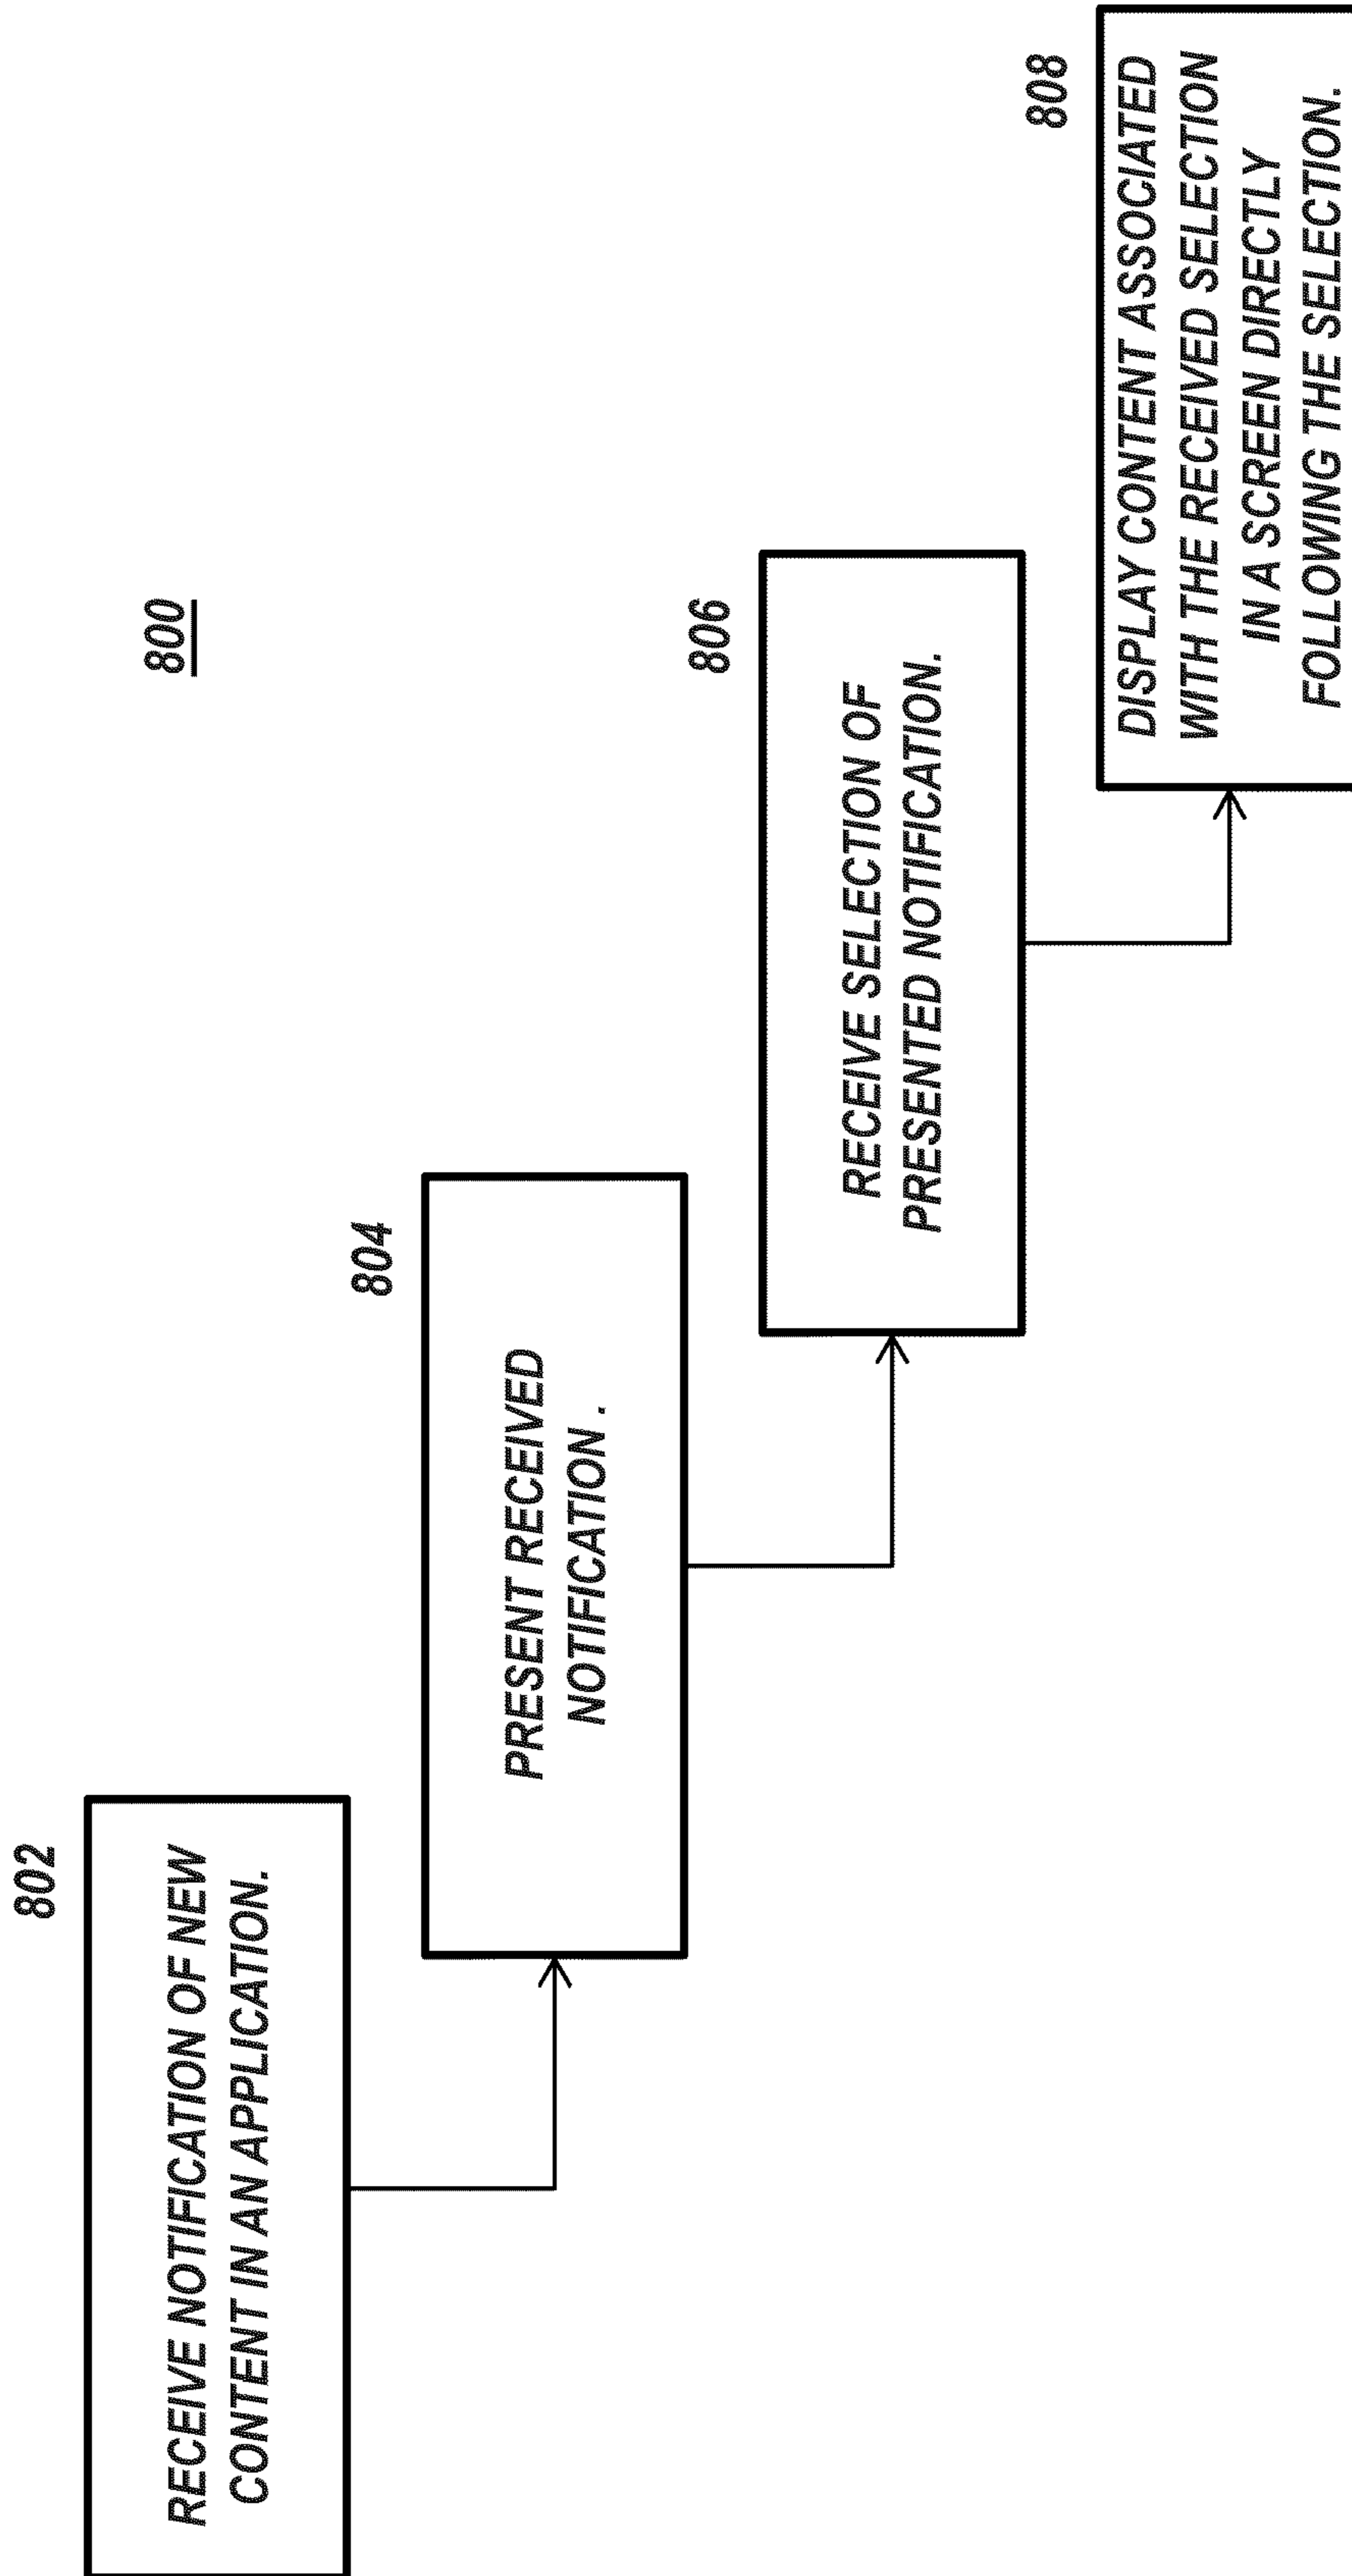 800
802
RECEIVE NOTIFICATION OF NEW
CONTENT IN AN APPLICATION.
804
PRESENT RECEIVED
NOTIFICATION .
806
RECEIVE SELECTION OF
PRESENTED NOTIFICATION.
808
DISPLAY CONTENT ASSOCIATED
WITH THE RECEIVED SELECTION
IN A SCREEN DIRECTLY
FOLLOWING THE SELECTION.